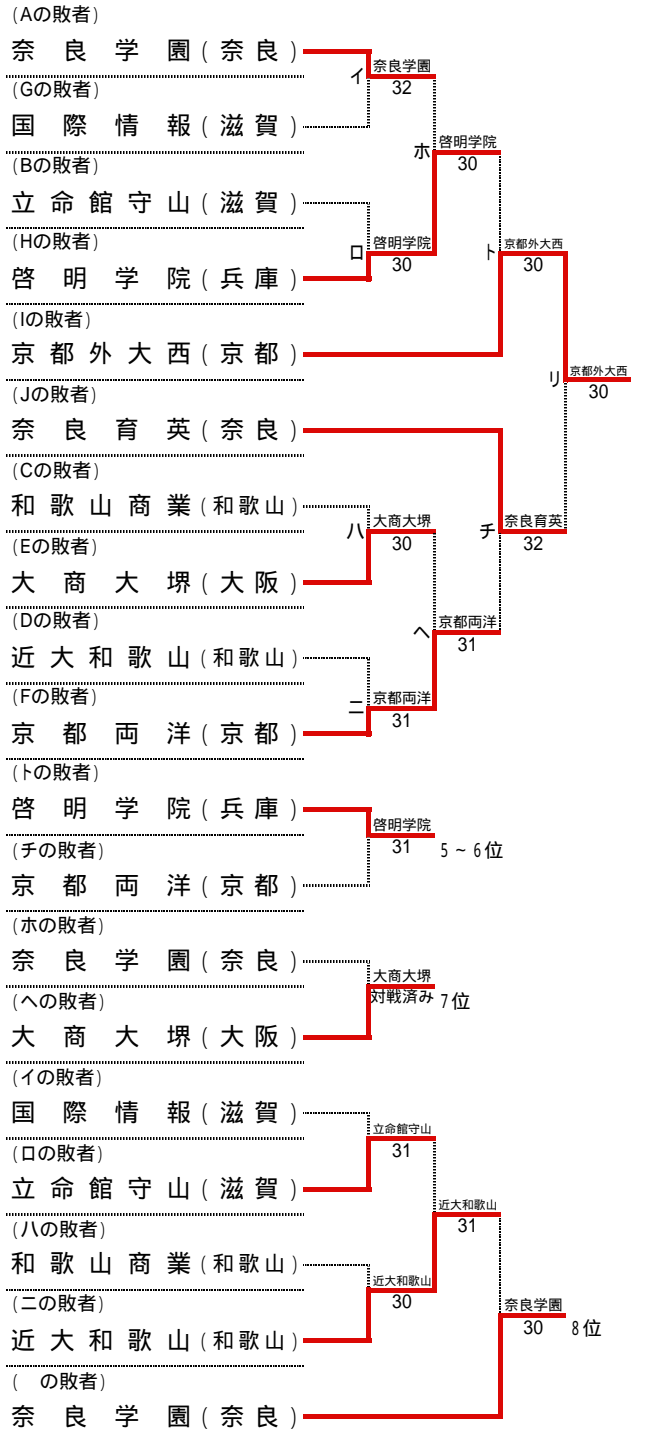 (Aの敗者)
奈良学園(奈良)
イ 奈良学園
32
(Gの敗者)
国際情報(滋賀)
ホ 啓明学院
30
(Bの敗者)
立命館守山(滋賀)
(Hの敗者)
ロ 啓明学院
30
啓明学院(兵庫)
ト 京都外大西
30
(Iの敗者)
京都外大西(京都)
リ 京都外大西
30
(Jの敗者)
奈良育英(奈良)
(Cの敗者)
和歌山商業(和歌山)
ハ 大商大堺
30
チ 奈良育英
32
(Eの敗者)
大商大堺(大阪)
(Dの敗者)
ヘ 京都両洋
31
近大和歌山(和歌山)
(Fの敗者)
ニ 京都両洋
31
京都両洋(京都)
(トの敗者)
啓明学院(兵庫)
啓明学院
31 5~6位
(チの敗者)
京都両洋(京都)
(ホの敗者)
奈良学園(奈良)
大商大堺
対戦済み 7位
(ヘの敗者)
大商大堺(大阪)
(イの敗者)
国際情報(滋賀)
立命館守山
31
(ロの敗者)
立命館守山(滋賀)
近大和歌山
31
(ハの敗者)
和歌山商業(和歌山)
近大和歌山
30
(ニの敗者)
近大和歌山(和歌山)
奈良学園
30 8位
( の敗者)
奈良学園(奈良)